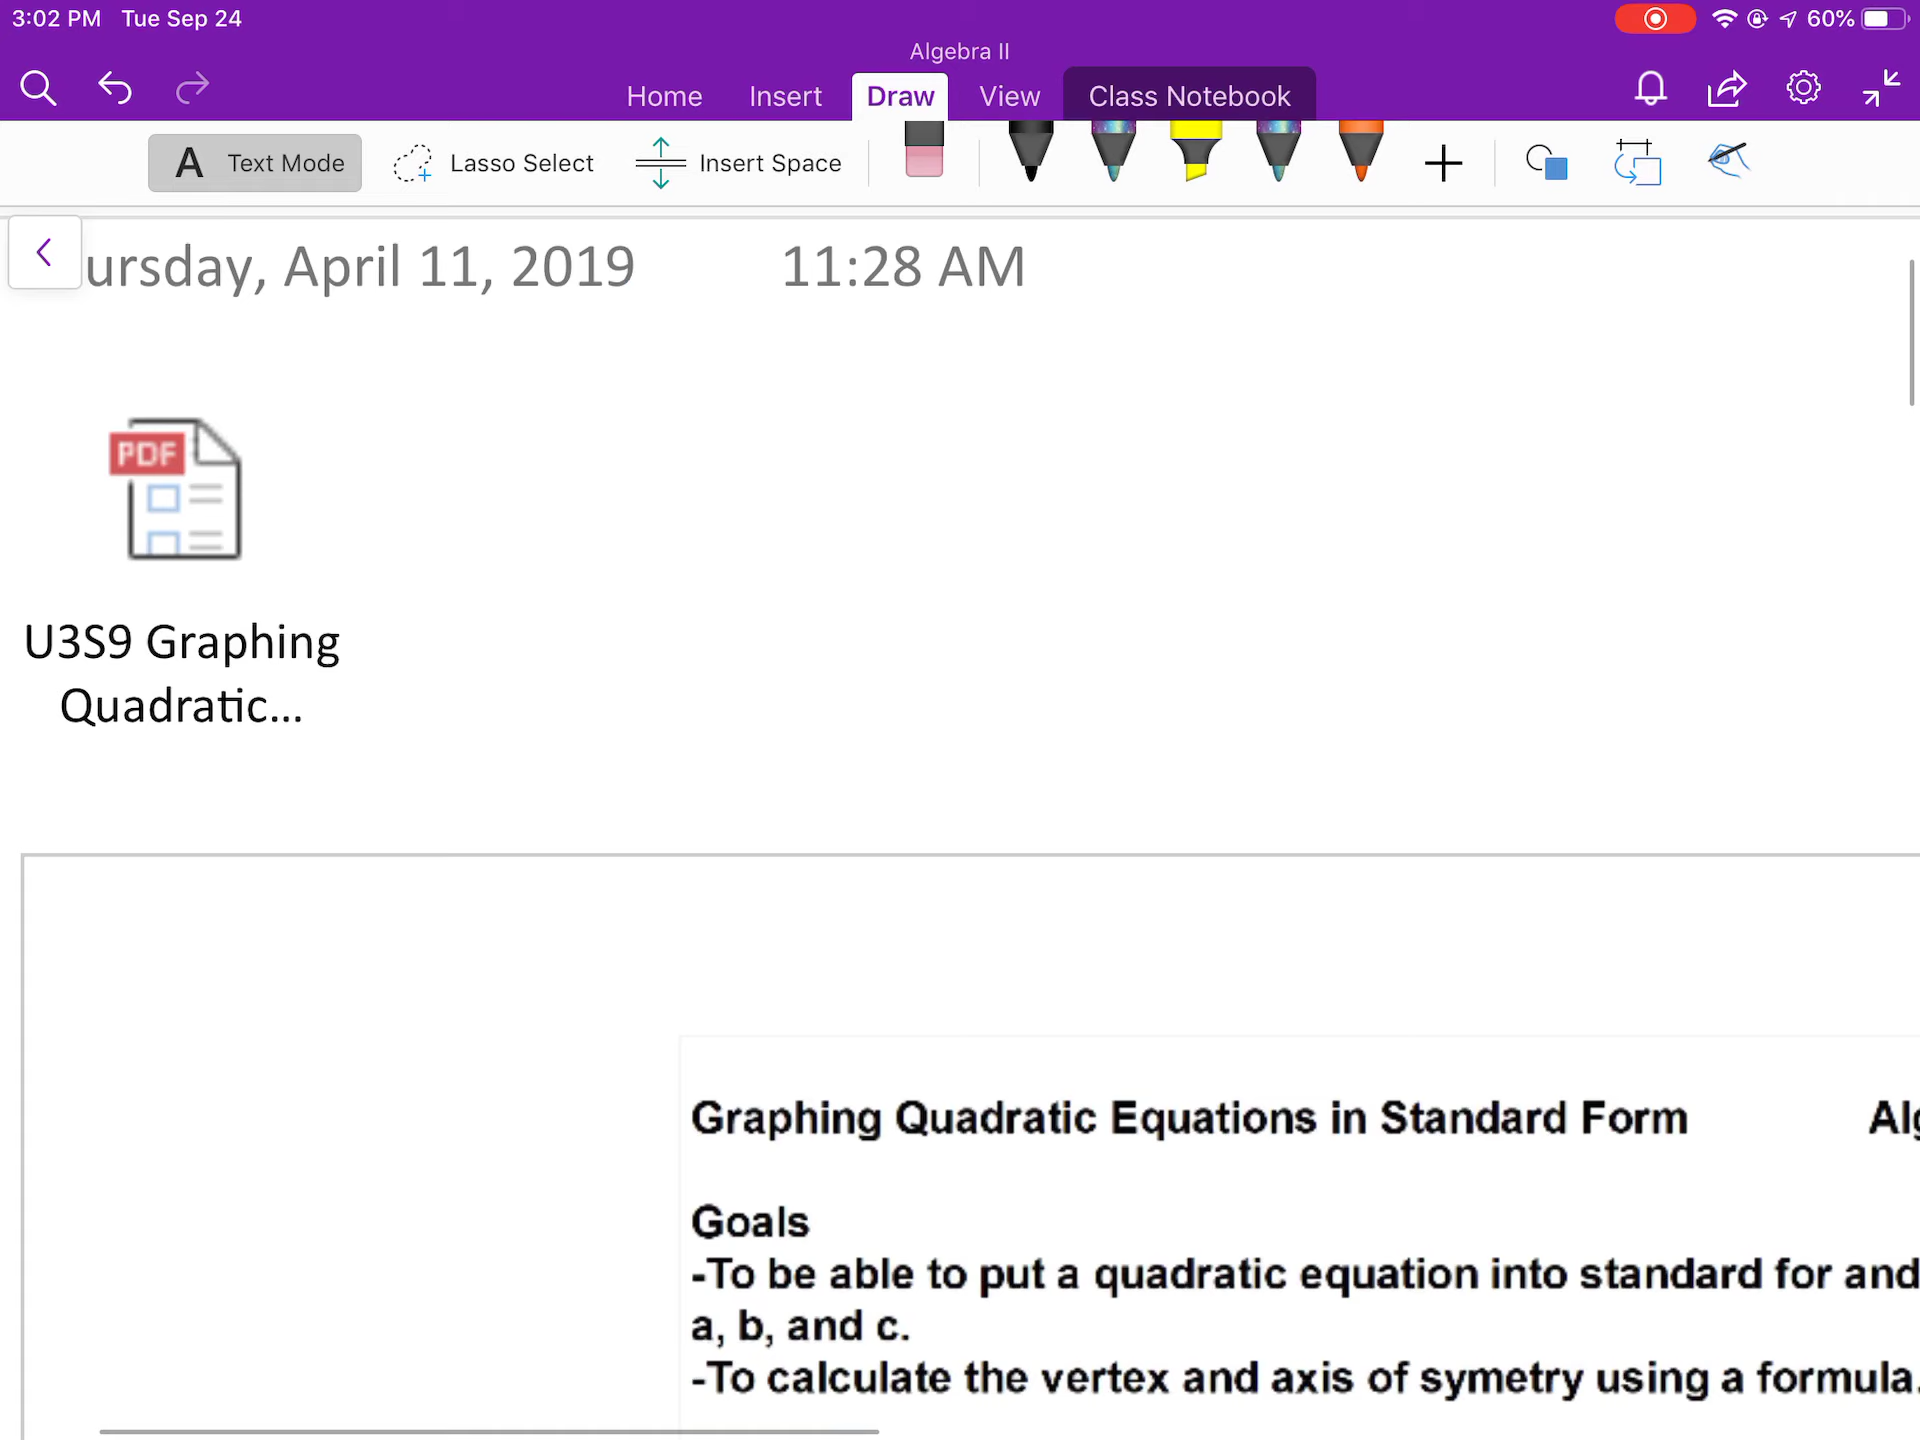 3:02 PM Tue Sep 24 60%
Algebra II
Home Insert Draw View Class Notebook
A Text Mode Lasso Select Insert Space
ursday, April 11, 2019 11:28 AM
PDF
U3S9 Graphing
Quadratic...
Graphing Quadratic Equations in Standard Form
Goals
-To be able to put a quadratic equation into standard for and
a, b, and c.
-To calculate the vertex and axis of symetry using a formula.